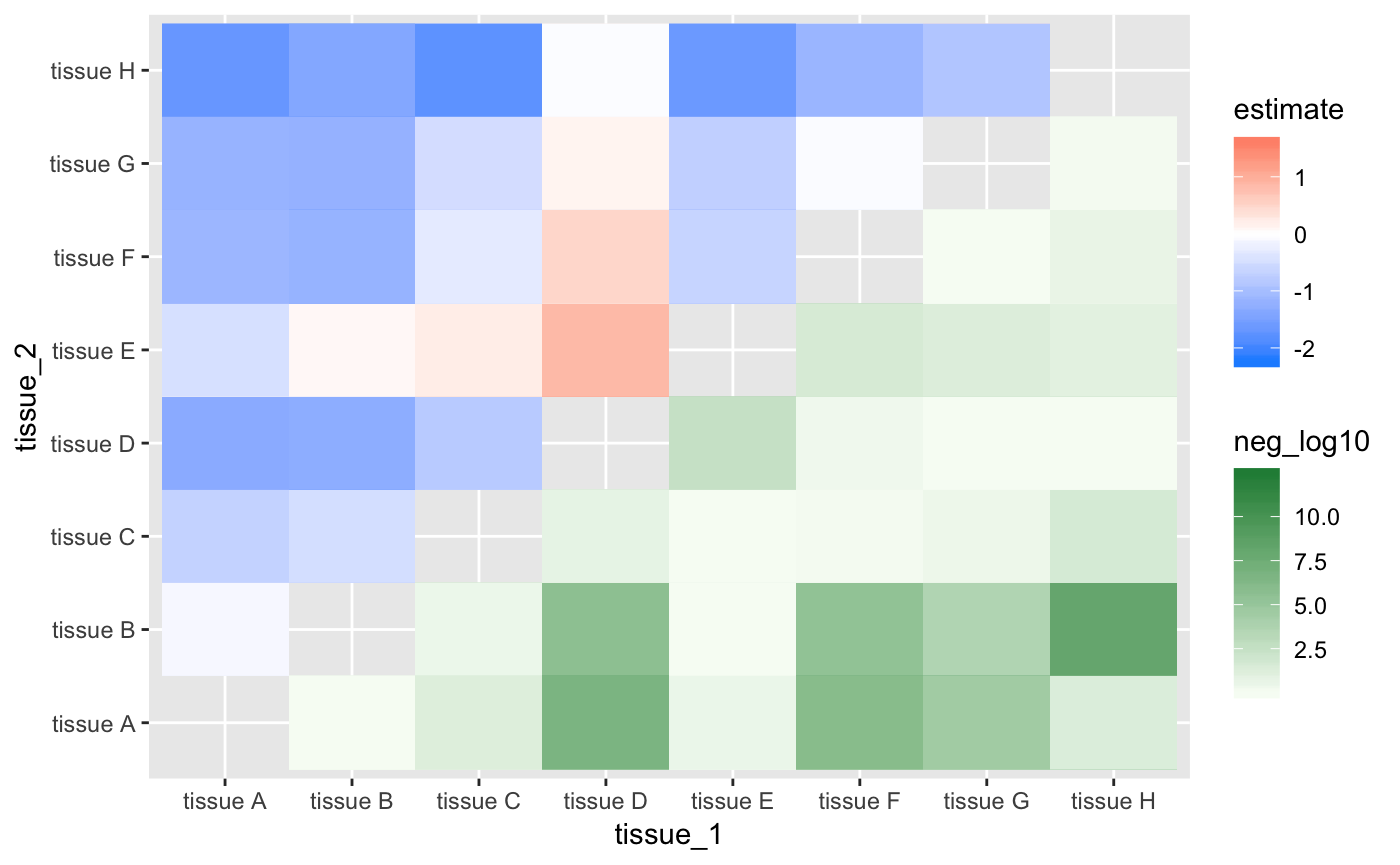 tissue H
tissue G
tissue F
tissue E
tissue D
tissue C
tissue B
tissue A
tissue_2
tissue A tissue B tissue C tissue D tissue E tissue F tissue G tissue H
tissue_1
estimate
1
0
-1
-2
neg_log10
10.0
7.5
5.0
2.5